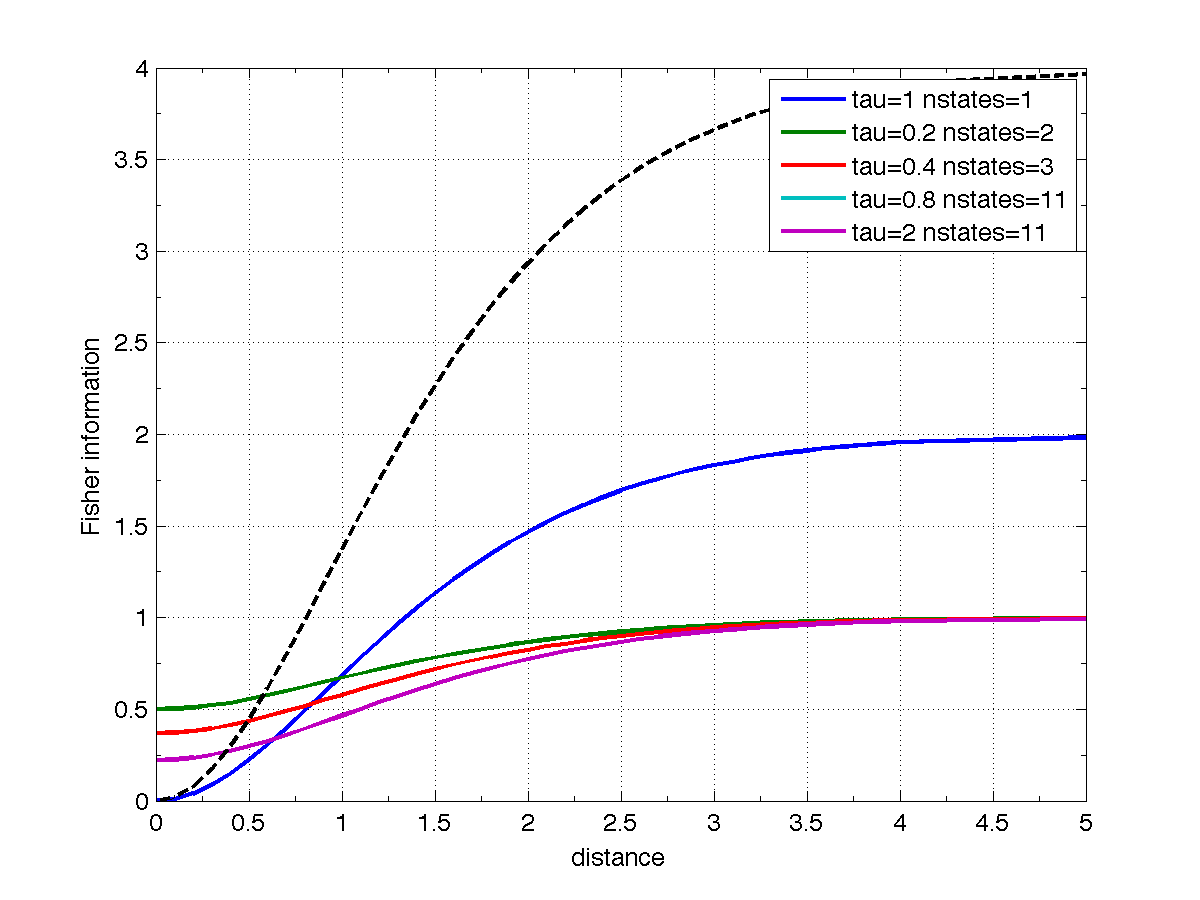 4
3.5
3
2.5
2
1.5
1
0.5
0
Fisher information
tau=1 nstates=1
tau=0.2 nstates=2
tau=0.4 nstates=3
tau=0.8 nstates=11
tau=2 nstates=11
0 0.5 1 1.5 2 2.5 3 3.5 4 4.5 5
distance